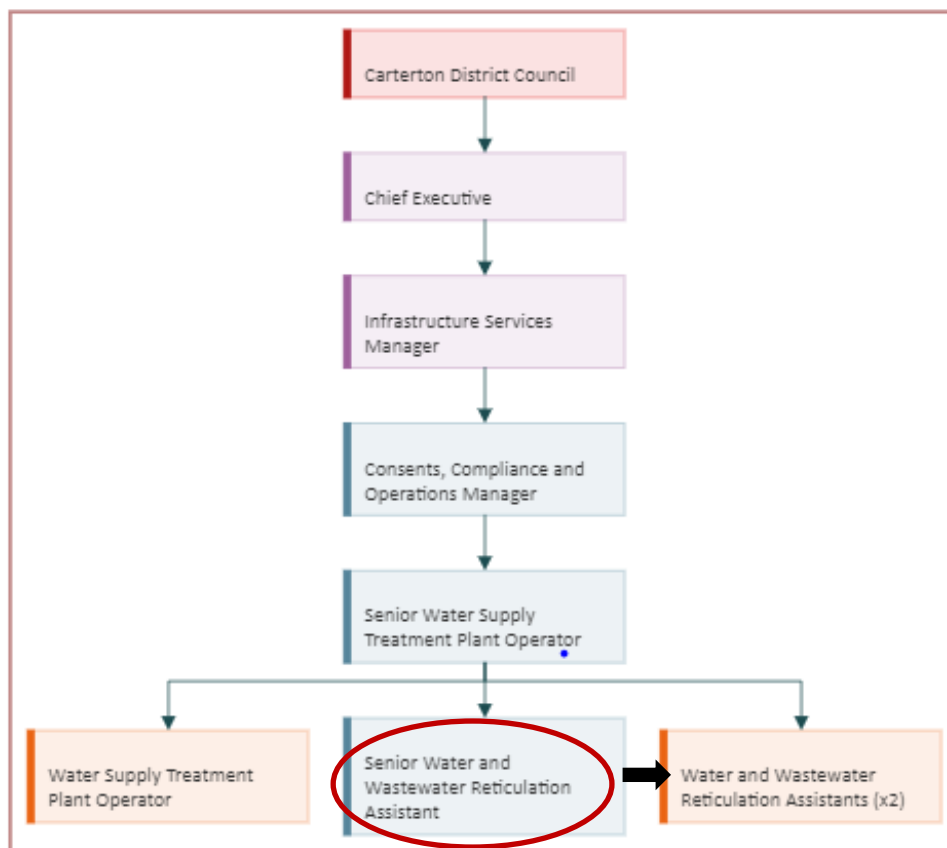 Carterton District Council
Chief Executive
Infrastructure Services
Manager
Consents, Compliance and
Operations Manager
Senior Water Supply
Treatment Plant Operator
Water Supply Treatment
Plant Operator
Senior Water and
Wastewater Reticulation
Assistant
Water and Wastewater
Reticulation Assistants (x2)